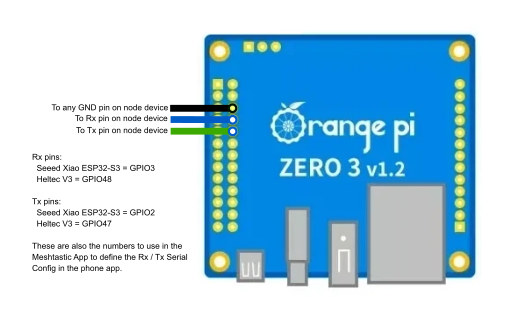 To any GND pin on node device
To Rx pin on node device
To Tx pin on node device
Orange pi
ZERO 3 v1.2
Rx pins:
Seeed Xiao ESP32-S3 = GPIO3
Heltec V3 = GPIO48
Tx pins:
Seeed Xiao ESP32-S3 = GPIO2
Heltec V3 = GPIO47
These are also the numbers to use in the
Meshtastic App to define the Rx / Tx Serial
Config in the phone app.